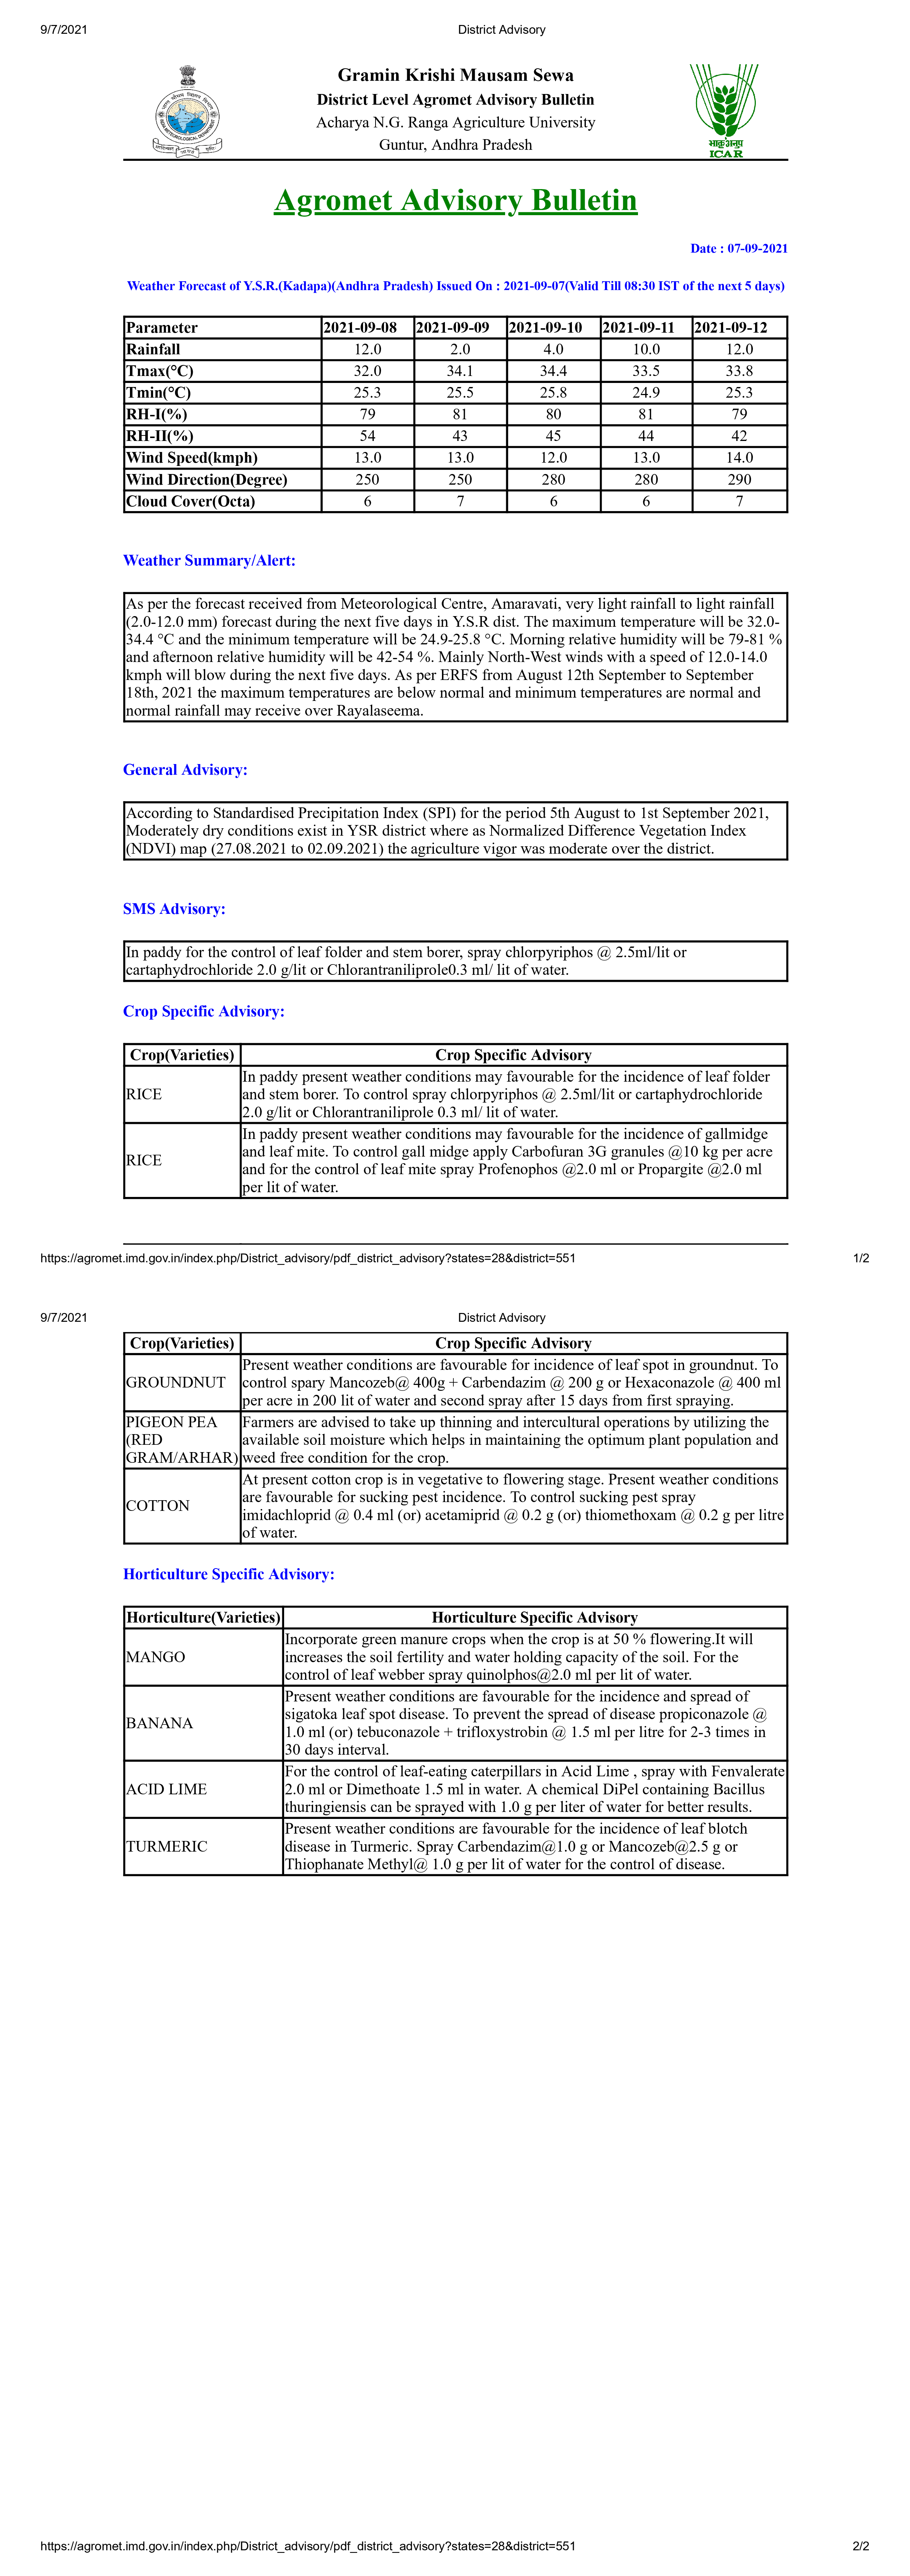 9/7/2021 District Advisory
Gramin Krishi Mausam Sewa
District Level Agromet Advisory Bulletin
Acharya N.G. Ranga Agriculture University
Guntur, Andhra Pradesh
भाकृअनुप
ICAR
Agromet Advisory Bulletin
Date : 07-09-2021
Weather Forecast of Y.S.R.(Kadapa)(Andhra Pradesh) Issued On : 2021-09-07(Valid Till 08:30 IST of the next 5 days)
Parameter 2021-09-08 2021-09-09 2021-09-10 2021-09-11 2021-09-12
Rainfall 12.0 2.0 4.0 10.0 12.0
Tmax(°C) 32.0 34.1 34.4 33.5 33.8
Tmin(°C) 25.3 25.5 25.8 24.9 25.3
RH-I(%) 79 81 80 81 79
RH-II(%) 54 43 45 44 42
Wind Speed(kmph) 13.0 13.0 12.0 13.0 14.0
Wind Direction(Degree) 250 250 280 280 290
Cloud Cover(Octa) 6 7 6 6 7
Weather Summary/Alert:
As per the forecast received from Meteorological Centre, Amaravati, very light rainfall to light rainfall
(2.0-12.0 mm) forecast during the next five days in Y.S.R dist. The maximum temperature will be 32.0-
34.4 °C and the minimum temperature will be 24.9-25.8 °C. Morning relative humidity will be 79-81 %
and afternoon relative humidity will be 42-54 %. Mainly North-West winds with a speed of 12.0-14.0
kmph will blow during the next five days. As per ERFS from August 12th September to September
18th, 2021 the maximum temperatures are below normal and minimum temperatures are normal and
normal rainfall may receive over Rayalaseema.
General Advisory:
According to Standardised Precipitation Index (SPI) for the period 5th August to 1st September 2021,
Moderately dry conditions exist in YSR district where as Normalized Difference Vegetation Index
(NDVI) map (27.08.2021 to 02.09.2021) the agriculture vigor was moderate over the district.
SMS Advisory:
In paddy for the control of leaf folder and stem borer, spray chlorpyriphos @ 2.5ml/lit or
cartaphydrochloride 2.0 g/lit or Chlorantraniliprole0.3 ml/ lit of water.
Crop Specific Advisory:
Crop(Varieties) Crop Specific Advisory
In paddy present weather conditions may favourable for the incidence of leaf folder
RICE and stem borer. To control spray chlorpyriphos @ 2.5ml/lit or cartaphydrochloride
2.0 g/lit or Chlorantraniliprole 0.3 ml/ lit of water.
In paddy present weather conditions may favourable for the incidence of gallmidge
RICE and leaf mite. To control gall midge apply Carbofuran 3G granules @10 kg per acre
and for the control of leaf mite spray Profenophos @2.0 ml or Propargite @2.0 ml
per lit of water.
https://agromet.imd.gov.in/index.php/District_advisory/pdf_district_advisory?states=28&district=551 1/2
9/7/2021 District Advisory
Crop(Varieties) Crop Specific Advisory
Present weather conditions are favourable for incidence of leaf spot in groundnut. To
GROUNDNUT control spary Mancozeb@ 400g + Carbendazim @ 200 g or Hexaconazole @ 400 ml
per acre in 200 lit of water and second spray after 15 days from first spraying.
PIGEON PEA Farmers are advised to take up thinning and intercultural operations by utilizing the
(RED available soil moisture which helps in maintaining the optimum plant population and
GRAM/ARHAR) weed free condition for the crop.
At present cotton crop is in vegetative to flowering stage. Present weather conditions
COTTON are favourable for sucking pest incidence. To control sucking pest spray
imidachloprid @ 0.4 ml (or) acetamiprid @ 0.2 g (or) thiomethoxam @ 0.2 g per litre
of water.
Horticulture Specific Advisory:
Horticulture(Varieties) Horticulture Specific Advisory
Incorporate green manure crops when the crop is at 50 % flowering.It will
MANGO increases the soil fertility and water holding capacity of the soil. For the
control of leaf webber spray quinolphos@2.0 ml per lit of water.
Present weather conditions are favourable for the incidence and spread of
BANANA sigatoka leaf spot disease. To prevent the spread of disease propiconazole @
1.0 ml (or) tebuconazole + trifloxystrobin @ 1.5 ml per litre for 2-3 times in
30 days interval.
For the control of leaf-eating caterpillars in Acid Lime , spray with Fenvalerate
ACID LIME 2.0 ml or Dimethoate 1.5 ml in water. A chemical DiPel containing Bacillus
thuringiensis can be sprayed with 1.0 g per liter of water for better results.
Present weather conditions are favourable for the incidence of leaf blotch
TURMERIC disease in Turmeric. Spray Carbendazim@1.0 g or Mancozeb@2.5 g or
Thiophanate Methyl@ 1.0 g per lit of water for the control of disease.
https://agromet.imd.gov.in/index.php/District_advisory/pdf_district_advisory?states=28&district=551 2/2